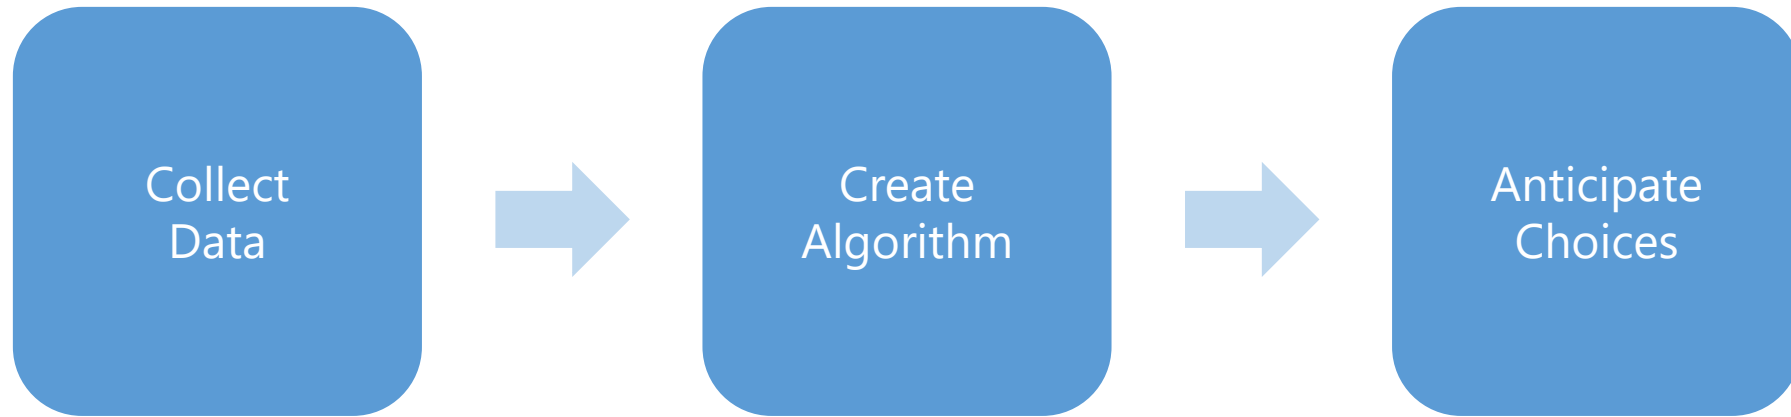 Collect
Data
Create
Algorithm
Anticipate
Choices